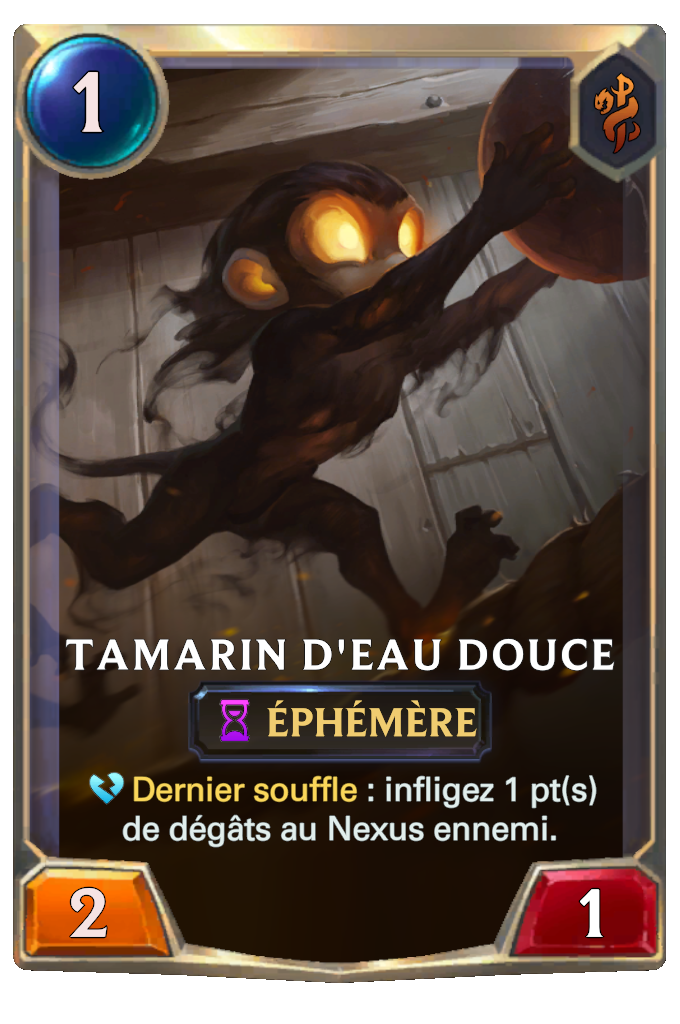 1
TAMARIN D'EAU DOUCE
ÉPHÉMÈRE
Dernier souffle : infligez 1 pt(s)
de dégâts au Nexus ennemi.
2
1